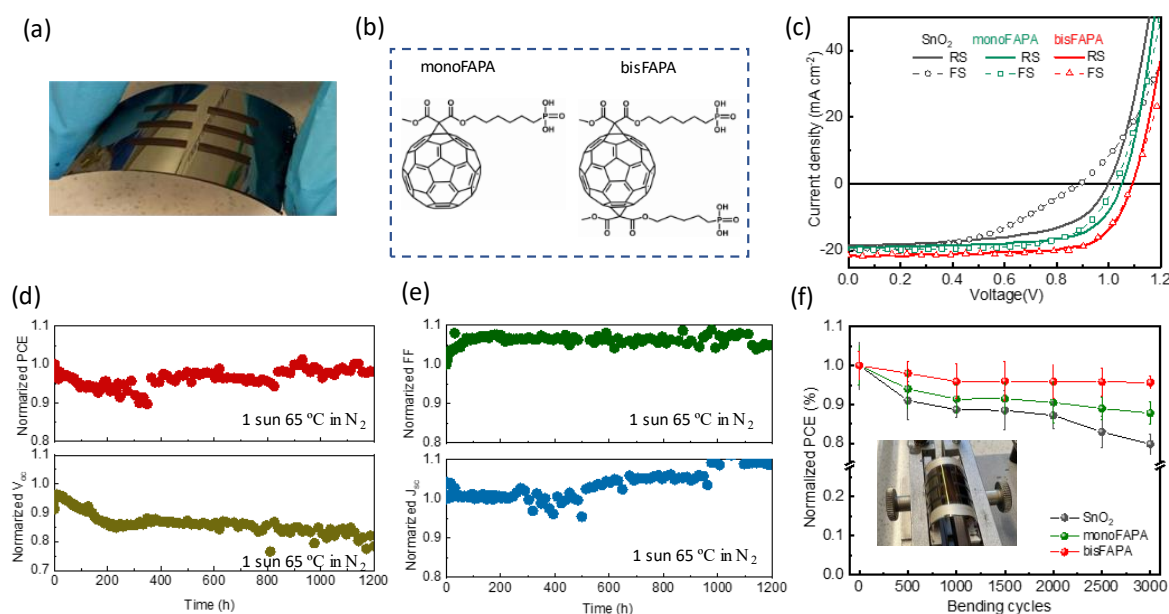 (a)
(b)
monoFAPA
bisFAPA
(c)
SnO2 monoFAPA bisFAPA
RS RS RS
FS FS FS
Current density (mA cm-2)
40
20
0
-20
0.0 0.2 0.4 0.6 0.8 1.0 1.2
Voltage(V)
(d)
Normalized PCE
1.1
1.0
0.9
0.8
1 sun 65 ºC in N2
Normalized Voc
1.0
0.9
0.8
0.7
1 sun 65 ºC in N2
0 200 400 600 800 1000 1200
Time (h)
(e)
Normalized FF
1.1
1.0
0.9
0.8
1 sun 65 ºC in N2
Normalized Jsc
1.1
1.0
0.9
0.8
1 sun 65 ºC in N2
0 200 400 600 800 1000 1200
Time (h)
(f)
Normalized PCE (%)
1.1
1.0
0.9
0.8
0.2
0.1
0.0
SnO2
monoFAPA
bisFAPA
0 500 1000 1500 2000 2500 3000
Bending cycles